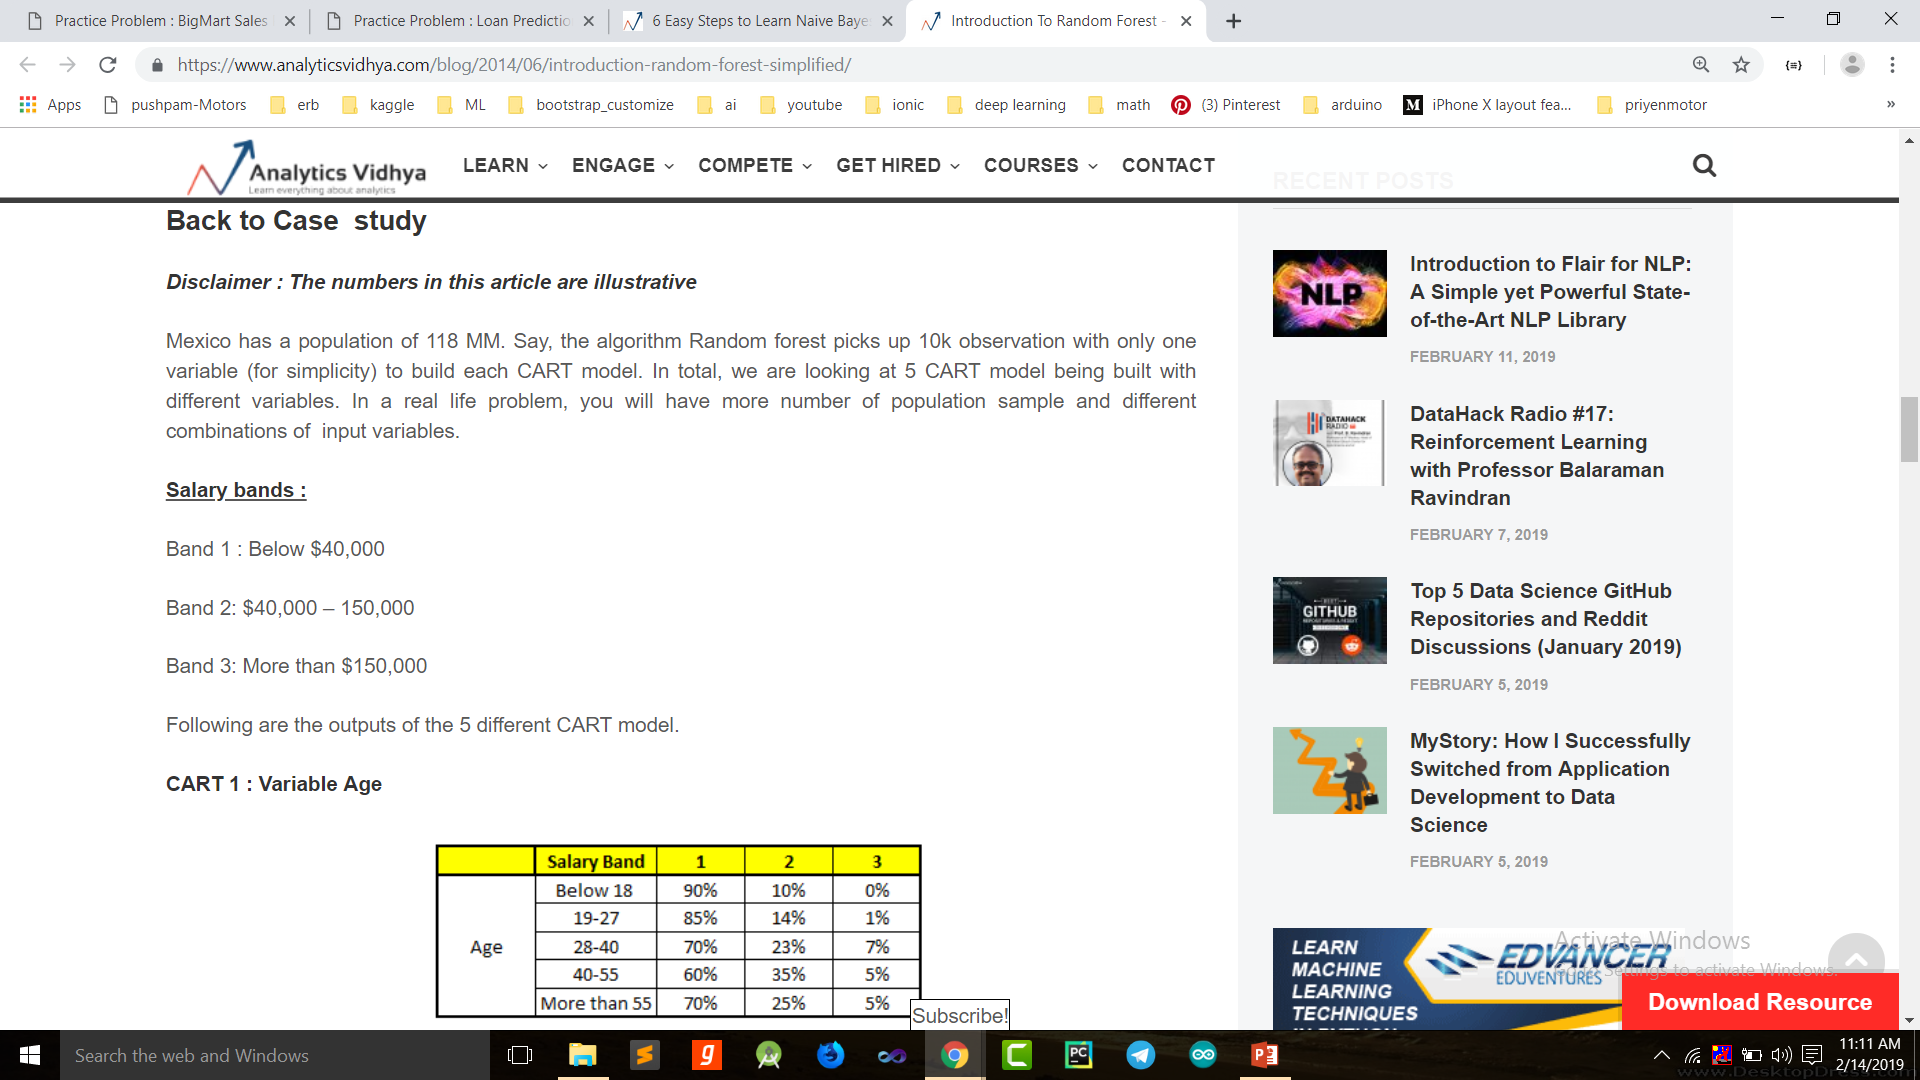 Practice Problem : BigMart Sales
Practice Problem : Loan Predictio
6 Easy Steps to Learn Naive Baye
Introduction To Random Forest -
https://www.analyticsvidhya.com/blog/2014/06/introduction-random-forest-simplified/
Apps
pushpam-Motors
erb
kaggle
ML
bootstrap_customize
ai
youtube
ionic
deep learning
math
(3) Pinterest
arduino
M
iPhone X layout fea...
priyenmotor
»
Analytics Vidhya
Learn everything about analytics
LEARN
ENGAGE
COMPETE
GET HIRED
COURSES
CONTACT
RECENT POSTS
Back to Case  study
Disclaimer : The numbers in this article are illustrative
Mexico has a population of 118 MM. Say, the algorithm Random forest picks up 10k observation with only one
variable (for simplicity) to build each CART model. In total, we are looking at 5 CART model being built with
different variables. In a real life problem, you will have more number of population sample and different
combinations of  input variables.
Salary bands :
Band 1 : Below $40,000
Band 2: $40,000 – 150,000
Band 3: More than $150,000
Following are the outputs of the 5 different CART model.
CART 1 : Variable Age
Salary Band 1 2 3
Below 18 90% 10% 0%
19-27 85% 14% 1%
Age 28-40 70% 23% 7%
40-55 60% 35% 5%
More than 55 70% 25% 5%
Subscribe!
NLP
Introduction to Flair for NLP:
A Simple yet Powerful State-
of-the-Art NLP Library
FEBRUARY 11, 2019
DATAHACK
RADIO
DataHack Radio #17:
Reinforcement Learning
with Professor Balaraman
Ravindran
FEBRUARY 7, 2019
BEST
GITHUB
Top 5 Data Science GitHub
Repositories and Reddit
Discussions (January 2019)
FEBRUARY 5, 2019
MyStory: How I Successfully
Switched from Application
Development to Data
Science
FEBRUARY 5, 2019
LEARN
MACHINE
LEARNING
TECHNIQUES
EDVANCER
EDUVENTURES
Activate Windows
Settings to activate Windows.
Download Resource
Search the web and Windows
PC
11:11 AM
2/14/2019